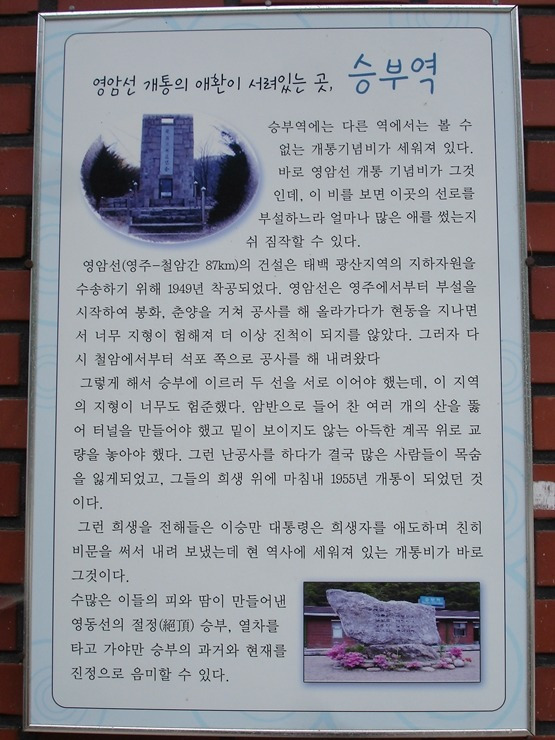 영암선 개통의 애환이 서려있는 곳, 승부역
승부역에는 다른 역에서는 볼 수
없는 개통기념비가 세워져 있다.
바로 영암선 개통 기념비가 그것
인데, 이 비를 보면 이곳의 선로를
부설하느라 얼마나 많은 애를 썼는지
쉬 짐작할 수 있다.
영암선(영주-철암간 87km)의 건설은 태백 광산지역의 지하자원을
수송하기 위해 1949년 착공되었다. 영암선은 영주에서부터 부설을
시작하여 봉화, 춘양을 거쳐 공사를 해 올라가다가 현동을 지나면
서 너무 지형이 험해져 더 이상 진척이 되지를 않았다. 그러자 다
시 철암에서부터 석포 쪽으로 공사를 해 내려왔다
그렇게 해서 승부에 이르러 두 선을 서로 이어야 했는데, 이 지역
의 지형이 너무도 험준했다. 암반으로 들어 찬 여러 개의 산을 뚫
어 터널을 만들어야 했고 밑이 보이지도 않는 아득한 계곡 위로 교
량을 놓아야 했다. 그런 난공사를 하다가 결국 많은 사람들이 목숨
을 잃게되었고, 그들의 희생 위에 마침내 1955년 개통이 되었던 것
이다.
그런 희생을 전해들은 이승만 대통령은 희생자를 애도하며 친히
비문을 써서 내려 보냈는데 현 역사에 세워져 있는 개통비가 바로
그것이다.
수많은 이들의 피와 땀이 만들어낸
영동선의 절정(絕頂) 승부, 열차를
타고 가야만 승부의 과거와 현재를
진정으로 음미할 수 있다.